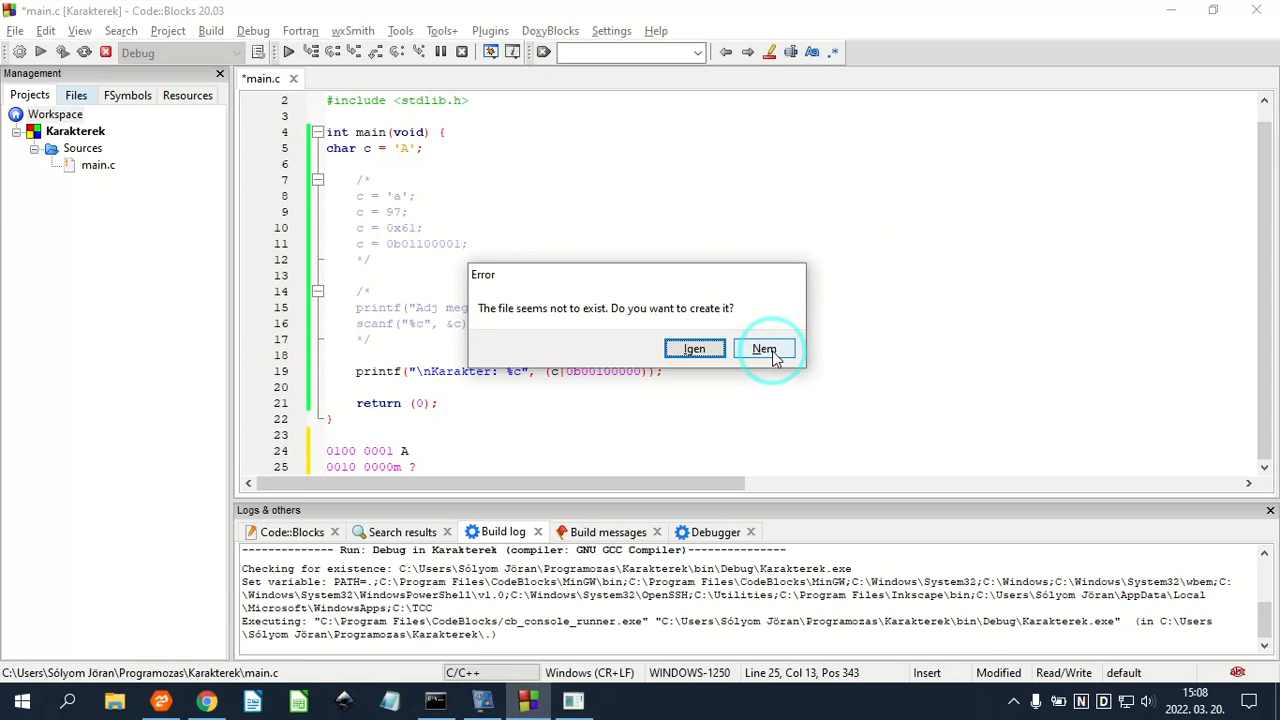 *main.c [Karakterek] - Code::Blocks 20.03
File Edit View Search Project Build Debug Fortran wxSmith Tools Tools+ Plugins DoxyBlocks Settings Help
Debug
Management
Projects Files FSymbols Resources
Workspace
Karakterek
Sources
main.c
*main.c
2 #include <stdlib.h>
3
4 int main(void) {
5 char c = 'A';
6
7 /*
8 c = 'a';
9 c = 97;
10 c = 0x61;
11 c = 0b01100001;
12 */
13
14 /*
15 printf("Adj meg
16 scanf("%c", &c)
17 */
18
19 printf("\nKarakter: %c", (c|0b00100000));
20
21 return (0);
22 }
23
24 0100 0001 A
25 0010 0000m ?
Error
The file seems not to exist. Do you want to create it?
Igen Nem
Logs & others
Code::Blocks Search results Build log Build messages Debugger
-------------- Run: Debug in Karakterek (compiler: GNU GCC Compiler)---------------
Checking for existence: C:\Users\Sólyom Jöran\Programozas\Karakterek\bin\Debug\Karakterek.exe
Set variable: PATH=.;C:\Program Files\CodeBlocks\MinGW\bin;C:\Program Files\CodeBlocks\MinGW;C:\Windows\System32;C:\Windows;C:\Windows\System32\wbem;C:
\Windows\System32\WindowsPowerShell\v1.0;C:\Windows\System32\OpenSSH;C:\Utilities;C:\Program Files\Inkscape\bin;C:\Users\Sólyom Jöran\AppData\Local
\Microsoft\WindowsApps;C:\TCC
Executing: "C:\Program Files\CodeBlocks/cb_console_runner.exe" "C:\Users\Sólyom Jöran\Programozas\Karakterek\bin\Debug\Karakterek.exe" (in C:\Users
\Sólyom Jöran\Programozas\Karakterek\.)
C:\Users\Sólyom Jöran\Programozas\Karakterek\main.c C/C++ Windows (CR+LF) WINDOWS-1250 Line 25, Col 13, Pos 343 Insert Modified Read/Write default
15:08
2022. 03. 20.